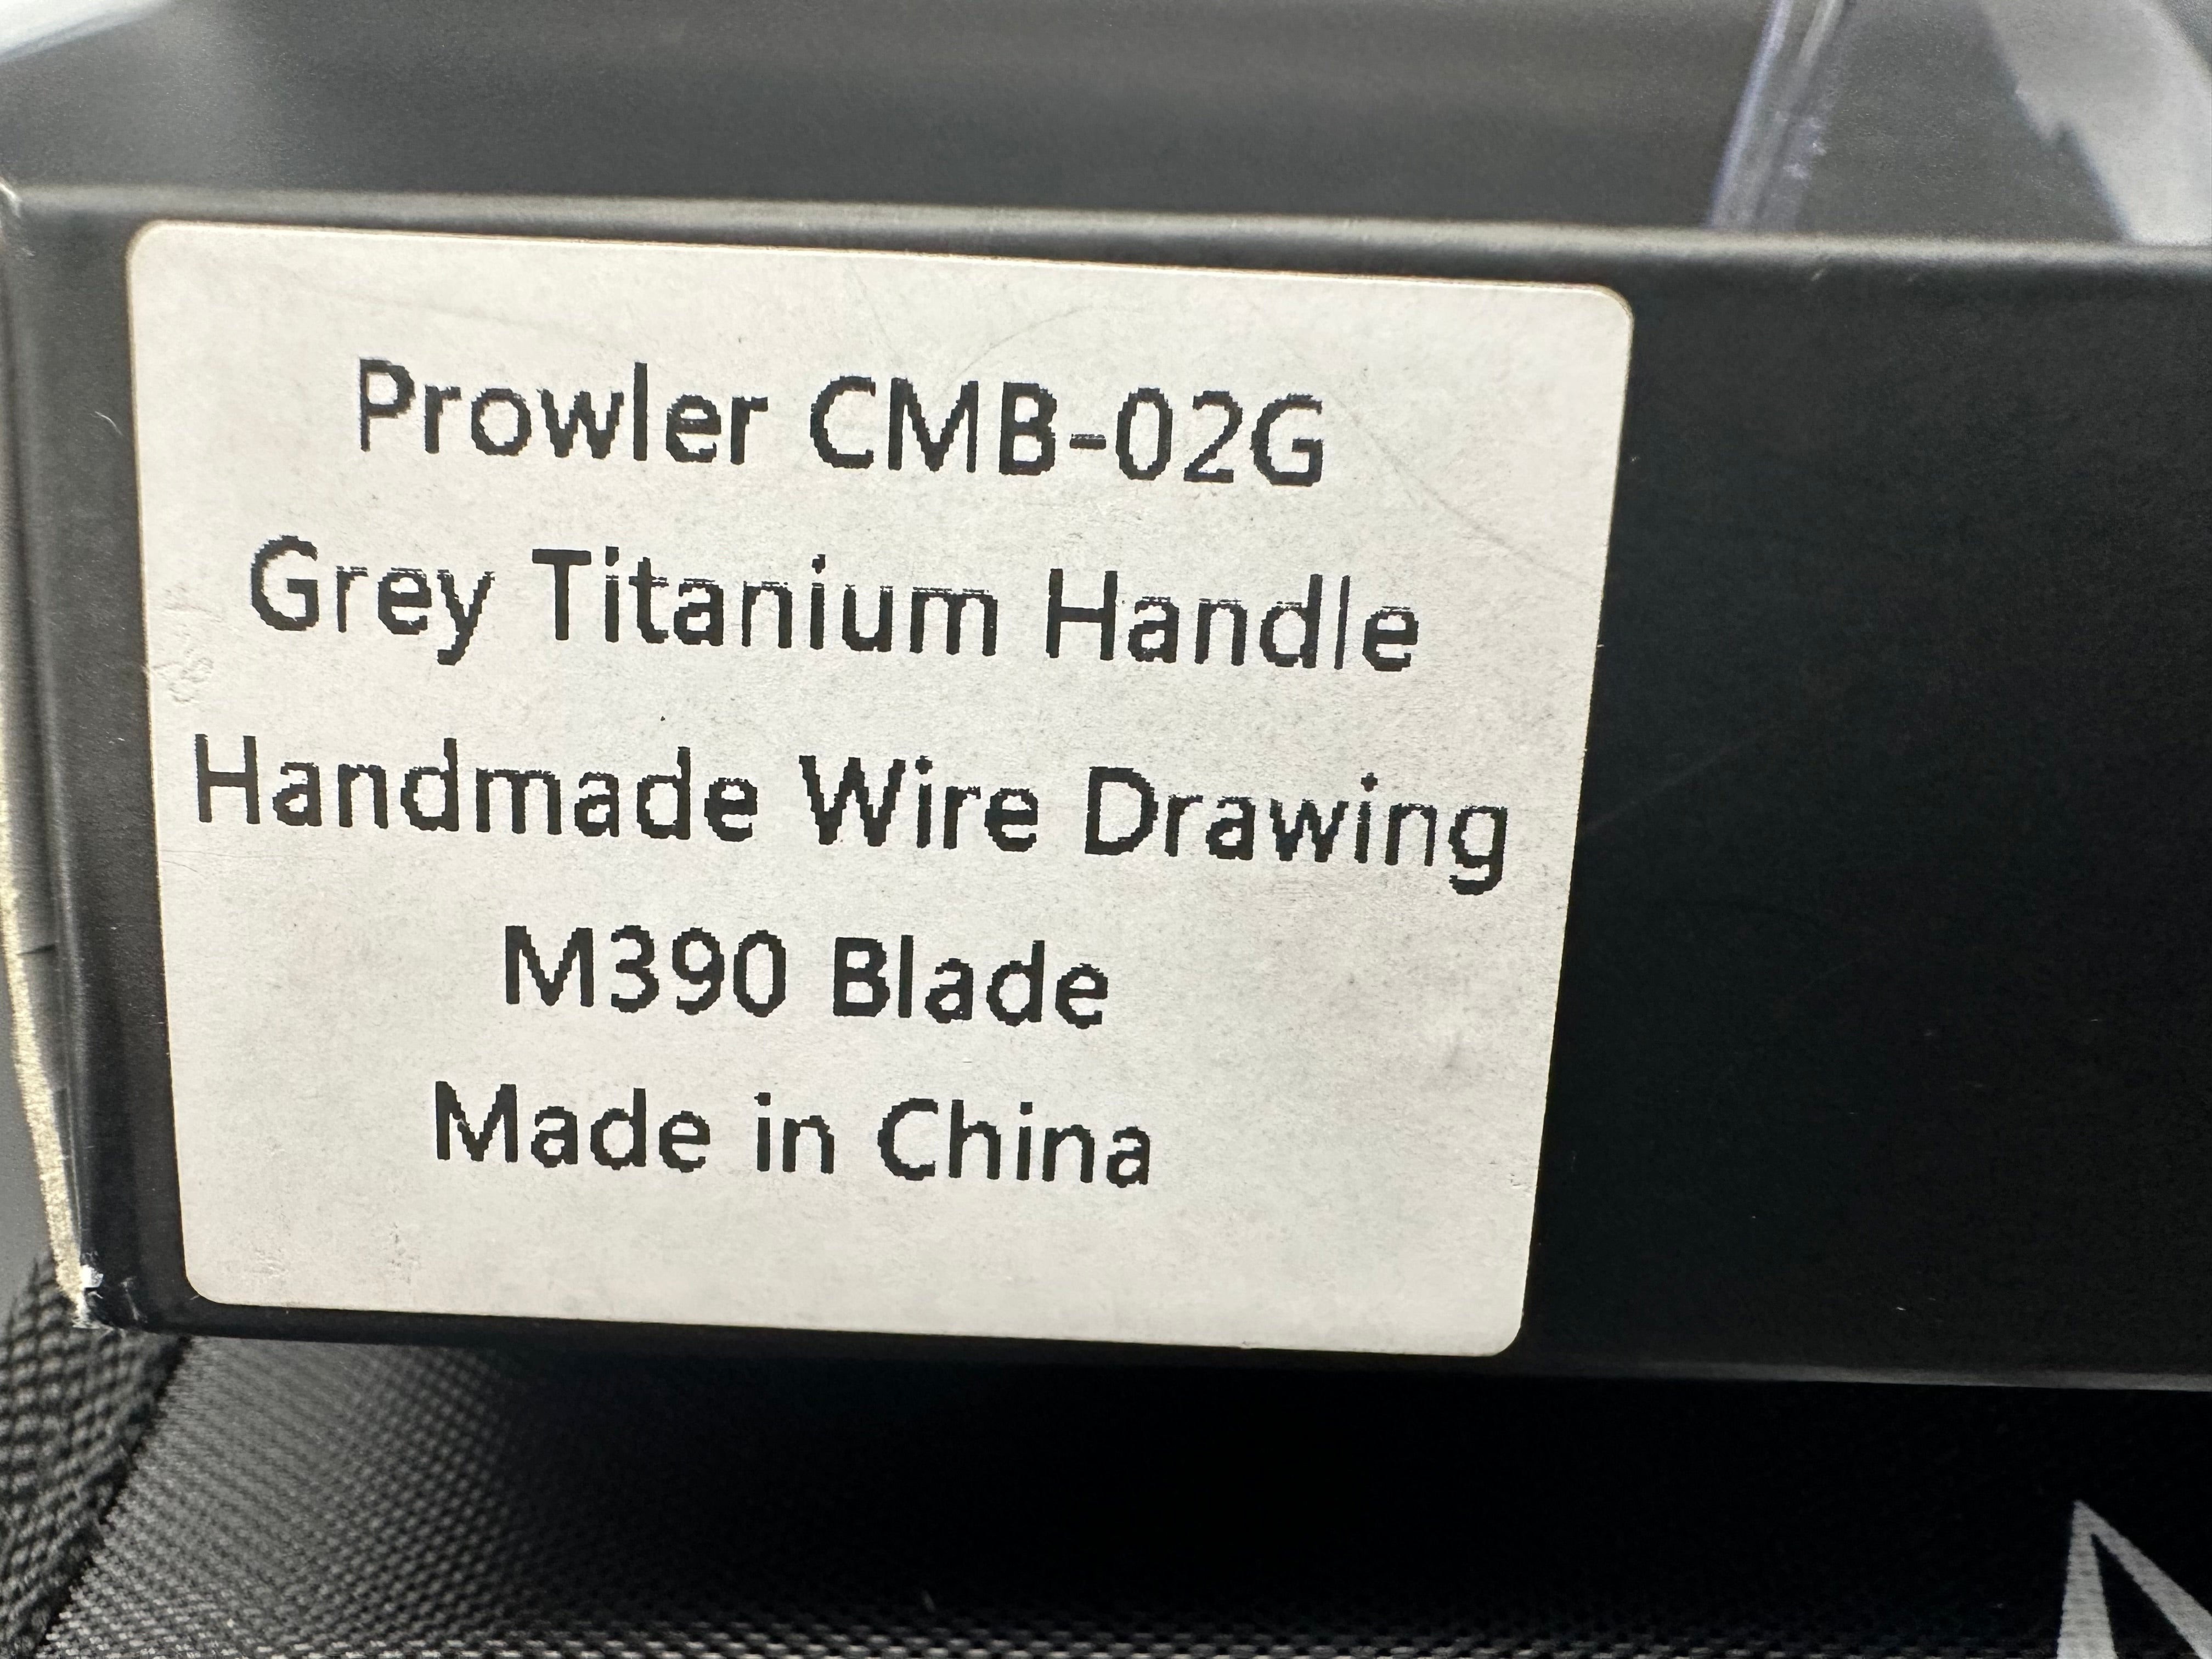 Prowler CMB-02G
Grey Titanium Handle
Handmade Wire Drawing
M390 Blade
Made in China